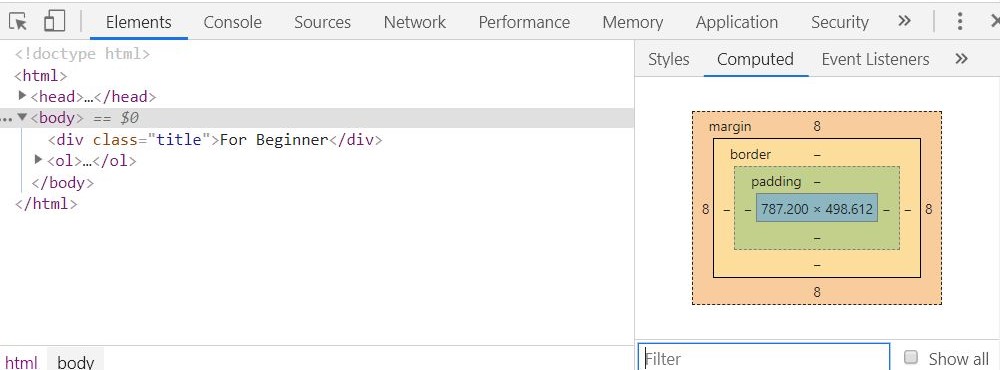 Elements Console Sources Network Performance Memory Application Security »
<!doctype html>
<html>
<head>…</head>
<body> == $0
<div class="title">For Beginner</div>
<ol>…</ol>
</body>
</html>
html body
Styles Computed Event Listeners »
margin 8
border –
padding –
8 – – 787.200 × 498.612 – – 8
–
–
8
Filter Show all